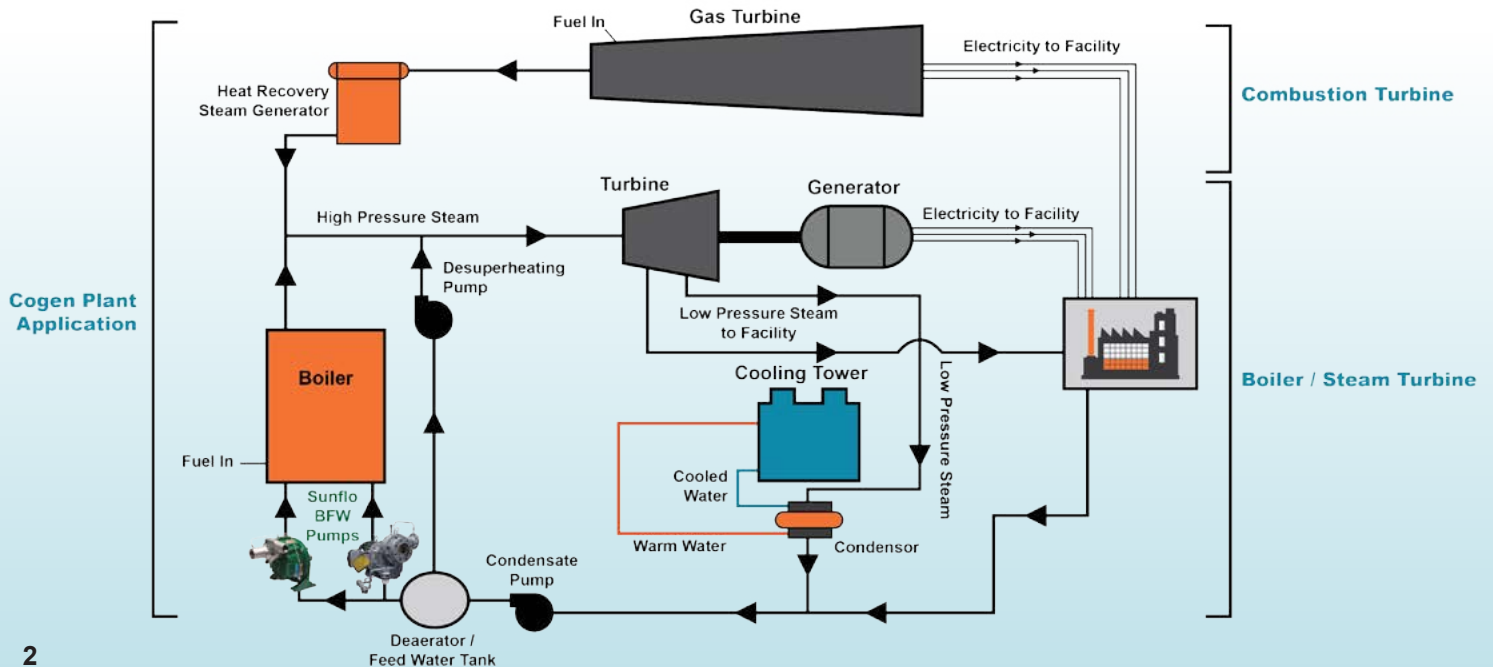 Fuel In
Gas Turbine
Electricity to Facility
Heat Recovery
Steam Generator
Combustion Turbine
Turbine
Generator
High Pressure Steam
Electricity to Facility
Desuperheating
Pump
Cogen Plant
Application
Low Pressure Steam
to Facility
Boiler
Cooling Tower
Low Pressure Steam
Boiler / Steam Turbine
Fuel In
Cooled
Water
Sunflo
BFW
Pumps
Warm Water
Condensor
Condensate
Pump
Deaerator /
Feed Water Tank
2